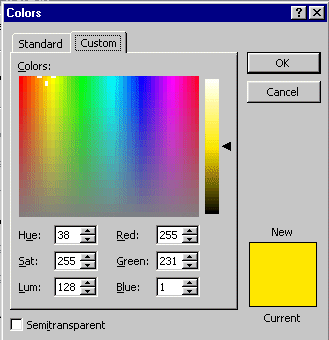 Colors
Standard Custom
Colors:
OK
Cancel
Hue: 38 Red: 255
Sat: 255 Green: 231
Lum: 128 Blue: 1
New
Current
Semitransparent